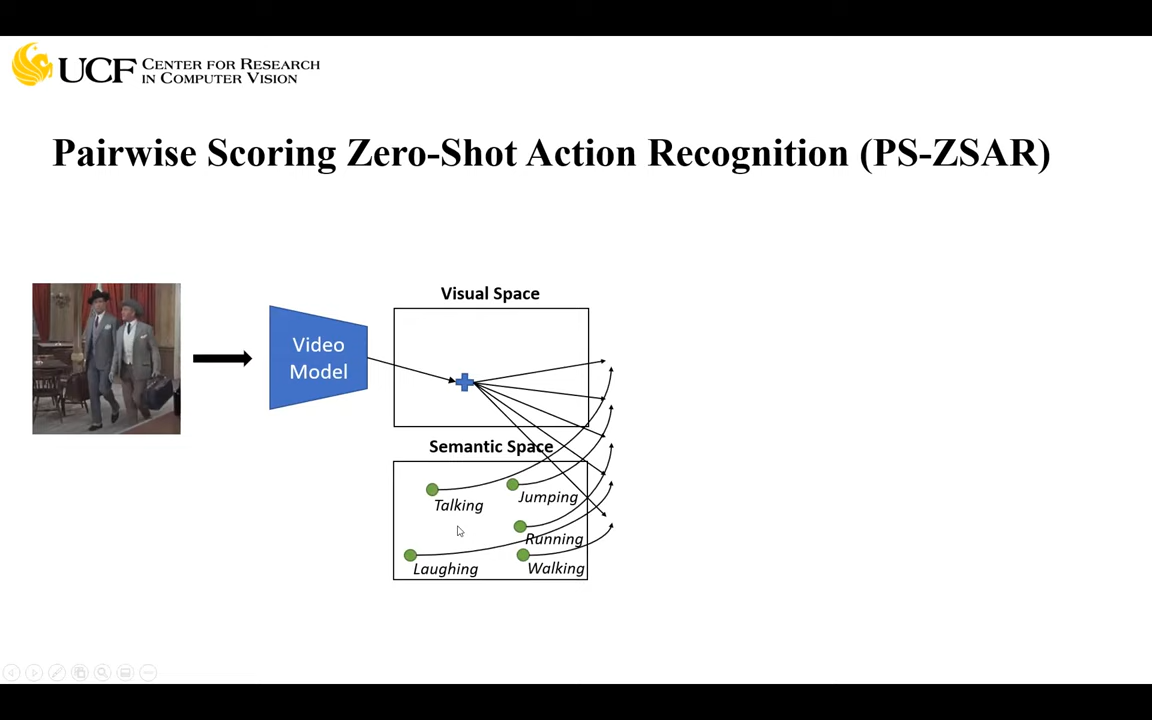 UCF CENTER FOR RESEARCH
IN COMPUTER VISION
Pairwise Scoring Zero-Shot Action Recognition (PS-ZSAR)
Visual Space
Video
Model
Semantic Space
Talking
Jumping
Running
Laughing
Walking